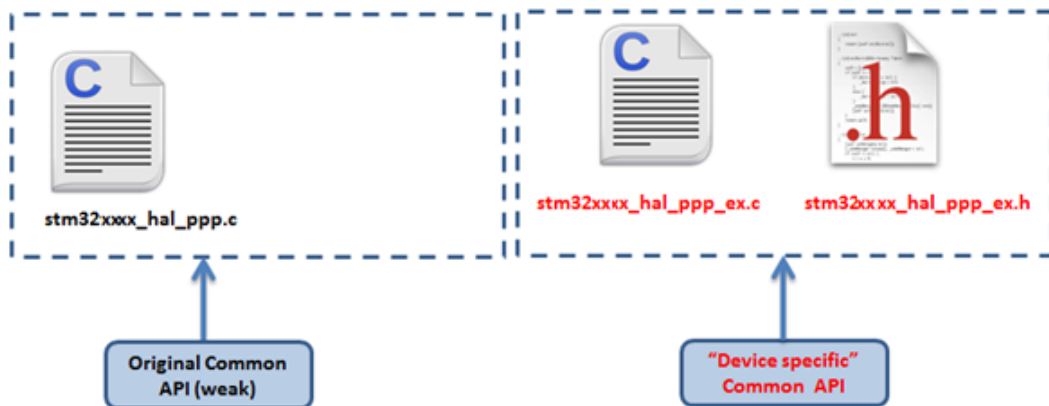 C
C
.h
stm32xxxx_hal_ppp.c
stm32xxxx_hal_ppp_ex.c
stm32xxxx_hal_ppp_ex.h
Original Common
API (weak)
“Device specific”
Common API